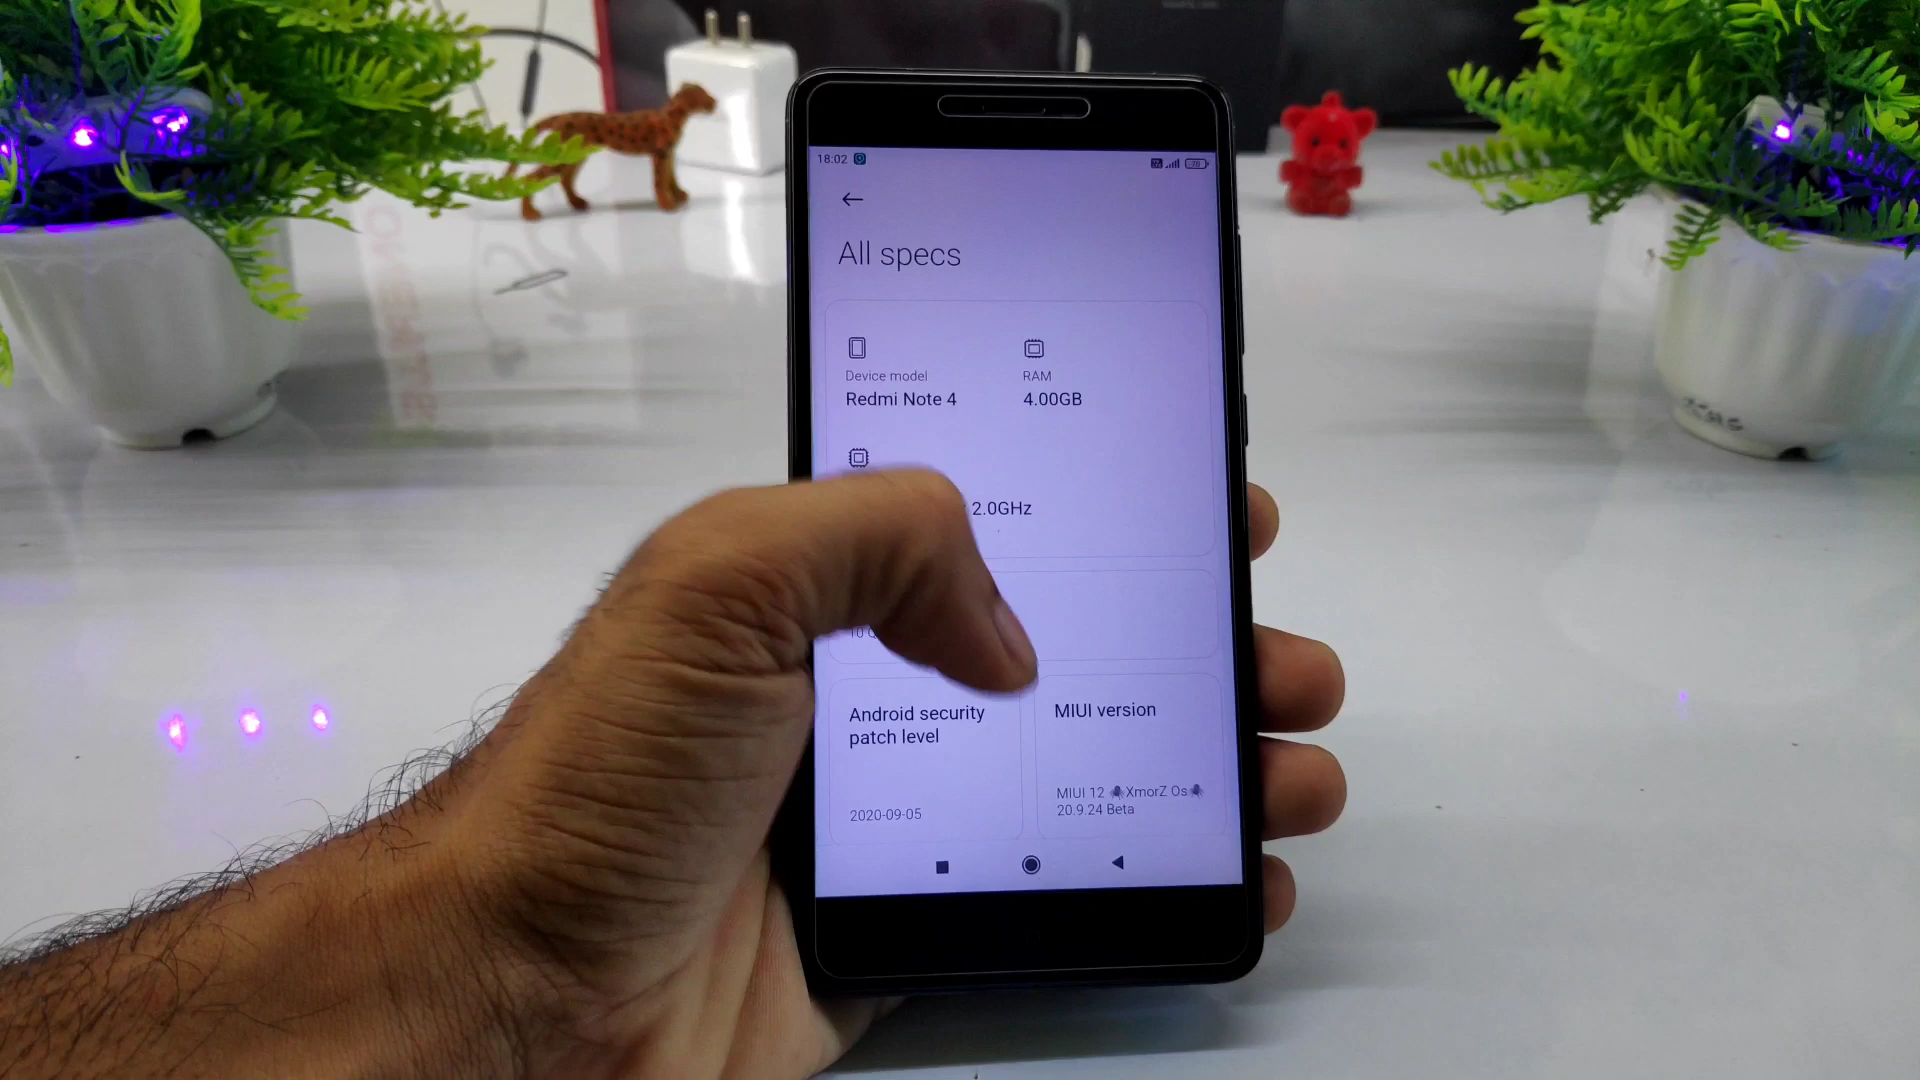 18:02
All specs
Device model
Redmi Note 4
RAM
4.00GB
2.0GHz
10 Q
Android security
patch level
2020-09-05
MIUI version
MIUI 12 XmorZ Os
20.9.24 Beta